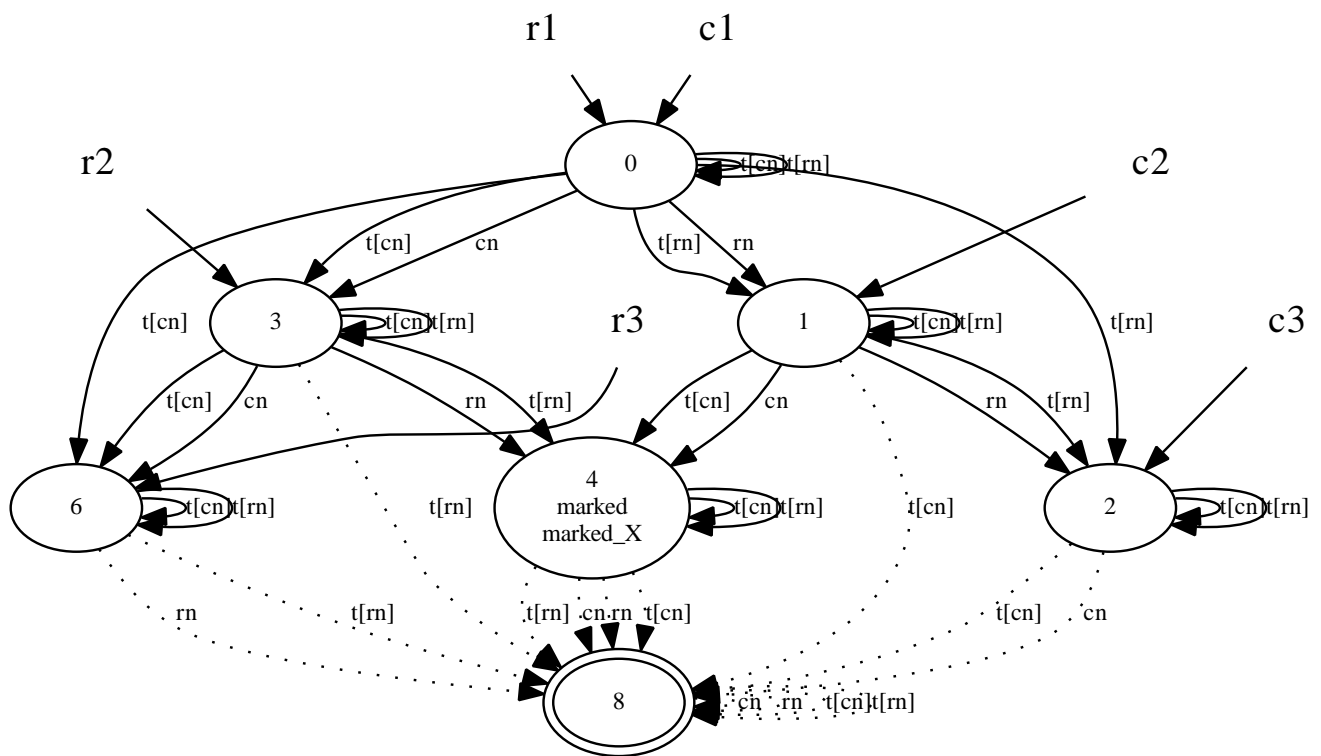 r1
c1
r2
0
t[cn]
t[rn]
c2
t[cn]
cn
t[rn]
rn
t[cn]
3
t[cn]
t[rn]
r3
1
t[cn]
t[rn]
t[rn]
c3
t[cn]
cn
rn
t[rn]
t[cn]
cn
rn
t[rn]
6
t[cn]
t[rn]
t[rn]
4
marked
marked_X
t[cn]
t[rn]
t[cn]
2
t[cn]
t[rn]
rn
t[rn]
t[rn]
cn
rn
t[cn]
t[cn]
cn
8
cn
rn
t[cn]
t[rn]